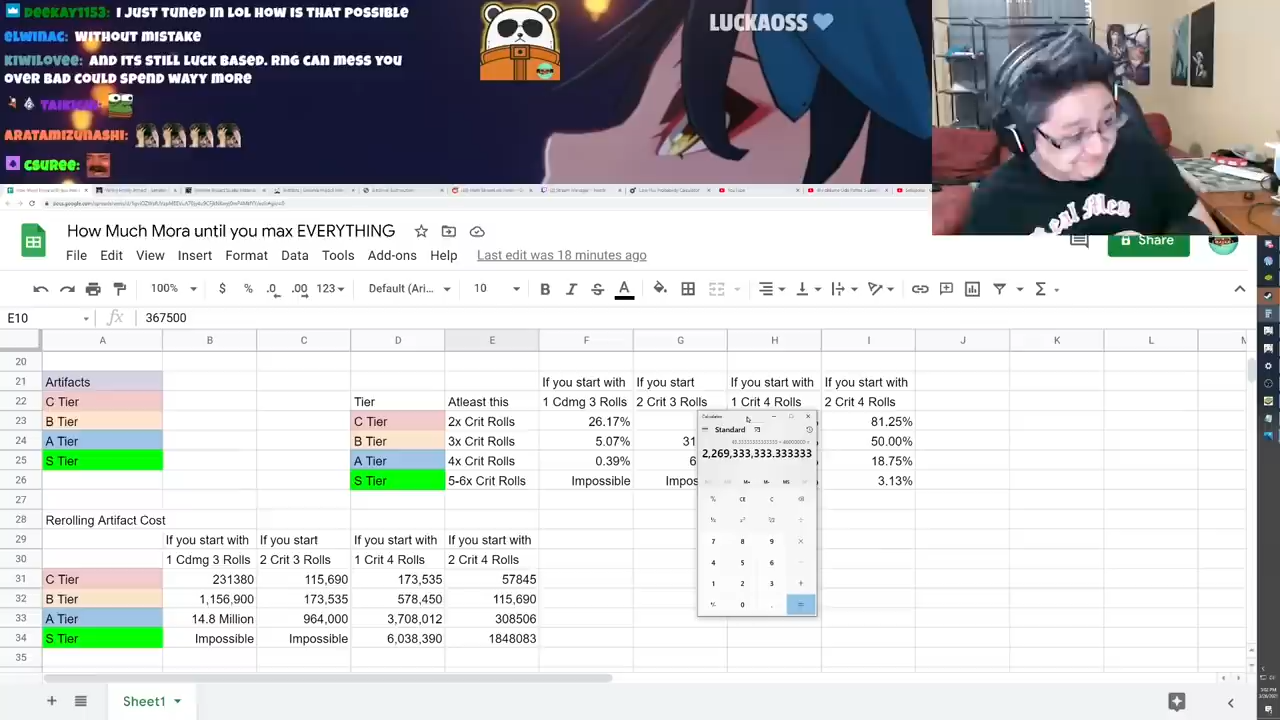 DEEKAY1153: I JUST TUNED IN LOL HOW IS THAT POSSIBLE
ELWINAC: WITHOUT MISTAKE
KIWILOVEE: AND ITS STILL LUCK BASED. RNG CAN MESS YOU
OVER BAD COULD SPEND WAYY MORE
ARATAMIZUNASHI:
CSUREE:
LUCKAOSS
How Much Mora until you max EVERYTHING
Share
File Edit View Insert Format Data Tools Add-ons Help Last edit was 18 minutes ago
100% $ % .0 .00 123 Default (Ari... 10 B I S A
E10 fx 367500
A B C D E F G H I J K L M
20
21 Artifacts If you start with If you start If you start with If you start with
22 C Tier Tier Atleast this 1 Cdmg 3 Rolls 2 Crit 3 Rolls 1 Crit 4 Rolls 2 Crit 4 Rolls
23 B Tier C Tier 2x Crit Rolls 26.17% 81.25%
24 A Tier B Tier 3x Crit Rolls 5.07% 31 50.00%
25 S Tier A Tier 4x Crit Rolls 0.39% 6 18.75%
26 S Tier 5-6x Crit Rolls Impossible Impos 3.13%
27
28 Rerolling Artifact Cost
29 If you start with If you start If you start with If you start with
30 1 Cdmg 3 Rolls 2 Crit 3 Rolls 1 Crit 4 Rolls 2 Crit 4 Rolls
31 C Tier 231380 115,690 173,535 57845
32 B Tier 1,156,900 173,535 578,450 115,690
33 A Tier 14.8 Million 964,000 3,708,012 308506
34 S Tier Impossible Impossible 6,038,390 1848083
35
Calculator
Standard
2,269,333,333.333333
% CE C
7 8 9 ×
4 5 6 −
1 2 3 +
0 . =
Sheet1